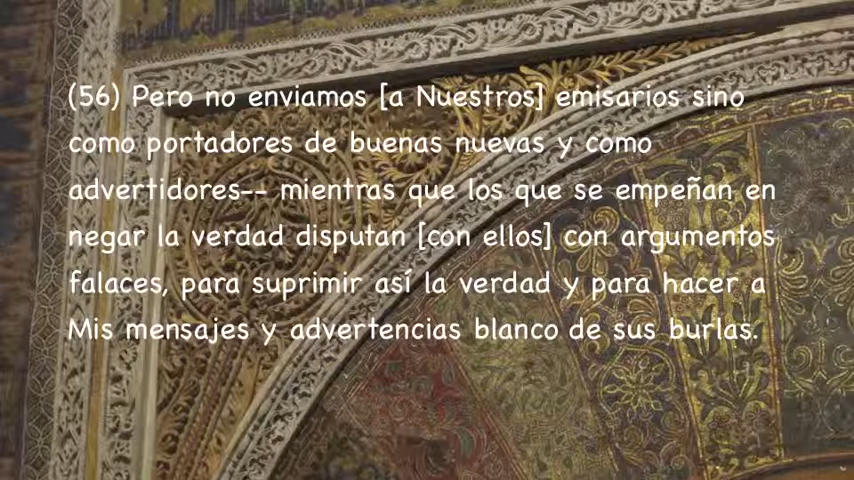 (56) Pero no enviamos [a Nuestros] emisarios sino
como portadores de buenas nuevas y como
advertidores-- mientras que los que se empeñan en
negar la verdad disputan [con ellos] con argumentos
falaces, para suprimir así la verdad y para hacer a
Mis mensajes y advertencias blanco de sus burlas.